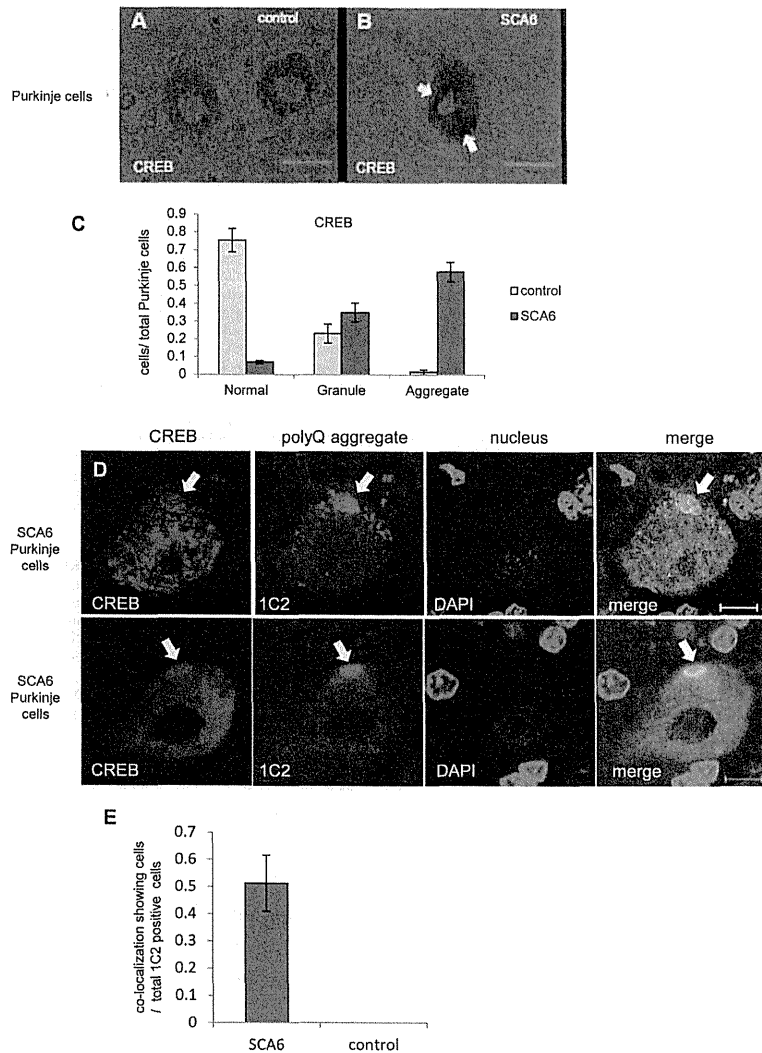 A control
B SCA6
Purkinje cells
CREB
CREB
C
CREB
cells/ total Purkinje cells
0.9
0.8
0.7
0.6
0.5
0.4
0.3
0.2
0.1
0
Normal Granule Aggregate
control
SCA6
CREB polyQ aggregate nucleus merge
D
SCA6
Purkinje
cells
CREB 1C2 DAPI merge
SCA6
Purkinje
cells
CREB 1C2 DAPI merge
E
co-localization showing cells
/ total 1C2 positive cells
0.7
0.6
0.5
0.4
0.3
0.2
0.1
0
SCA6 control